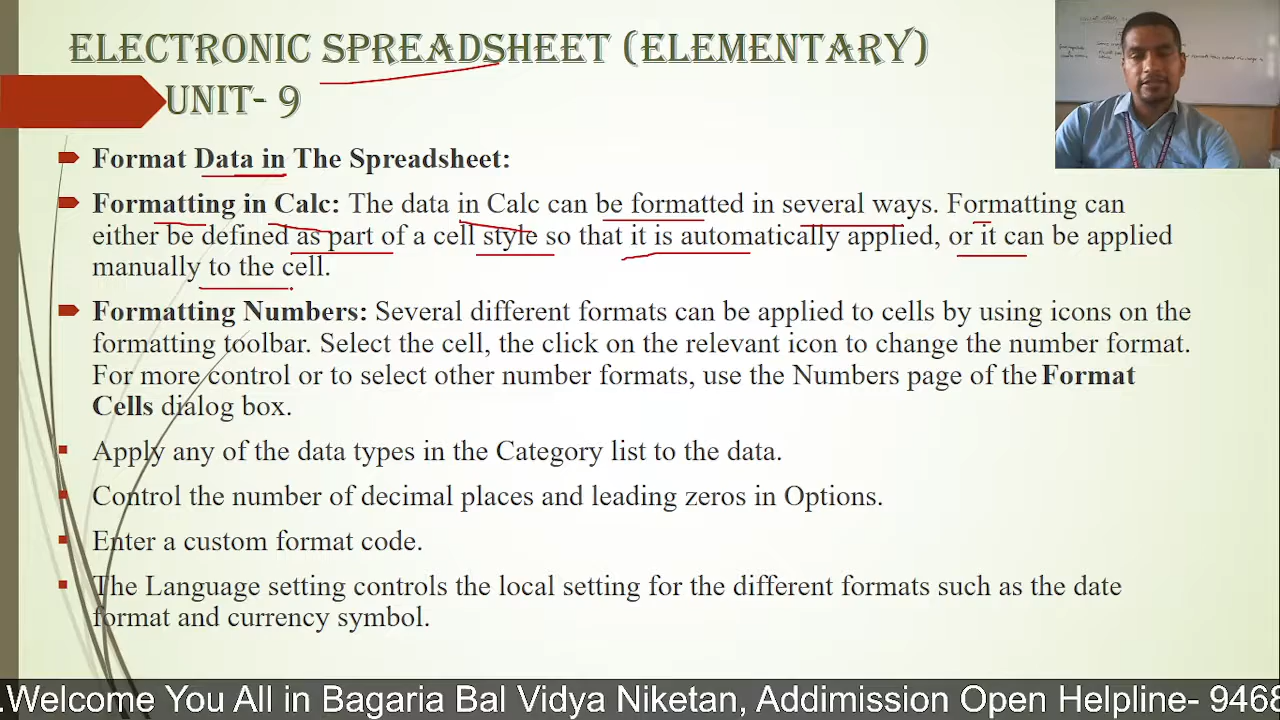 ELECTRONIC SPREADSHEET (ELEMENTARY)
UNIT- 9
Format Data in The Spreadsheet:
Formatting in Calc: The data in Calc can be formatted in several ways. Formatting can
either be defined as part of a cell style so that it is automatically applied, or it can be applied
manually to the cell.
Formatting Numbers: Several different formats can be applied to cells by using icons on the
formatting toolbar. Select the cell, the click on the relevant icon to change the number format.
For more control or to select other number formats, use the Numbers page of the Format
Cells dialog box.
Apply any of the data types in the Category list to the data.
Control the number of decimal places and leading zeros in Options.
Enter a custom format code.
The Language setting controls the local setting for the different formats such as the date
format and currency symbol.
.Welcome You All in Bagaria Bal Vidya Niketan, Addimission Open Helpline- 9468